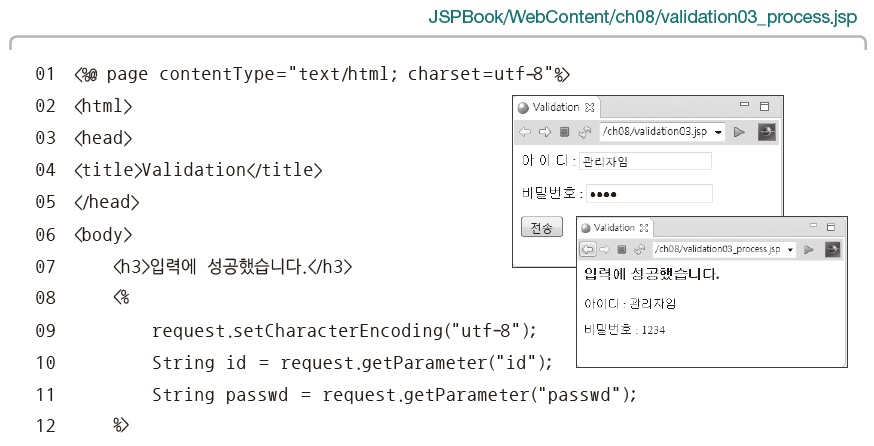 JSPBook/WebContent/ch08/validation03_process.jsp
01 <%@ page contentType="text/html; charset=utf-8"%>
02 <html>
03 <head>
04 <title>Validation</title>
05 </head>
06 <body>
07 <h3>입력에 성공했습니다.</h3>
08 <%
09 request.setCharacterEncoding("utf-8");
10 String id = request.getParameter("id");
11 String passwd = request.getParameter("passwd");
12 %>
Validation
/ch08/validation03.jsp
아 이 디 : 관리자임
비밀번호 : ●●●●
전송
Validation
/ch08/validation03_process.jsp
입력에 성공했습니다.
아이디 : 관리자임
비밀번호 : 1234